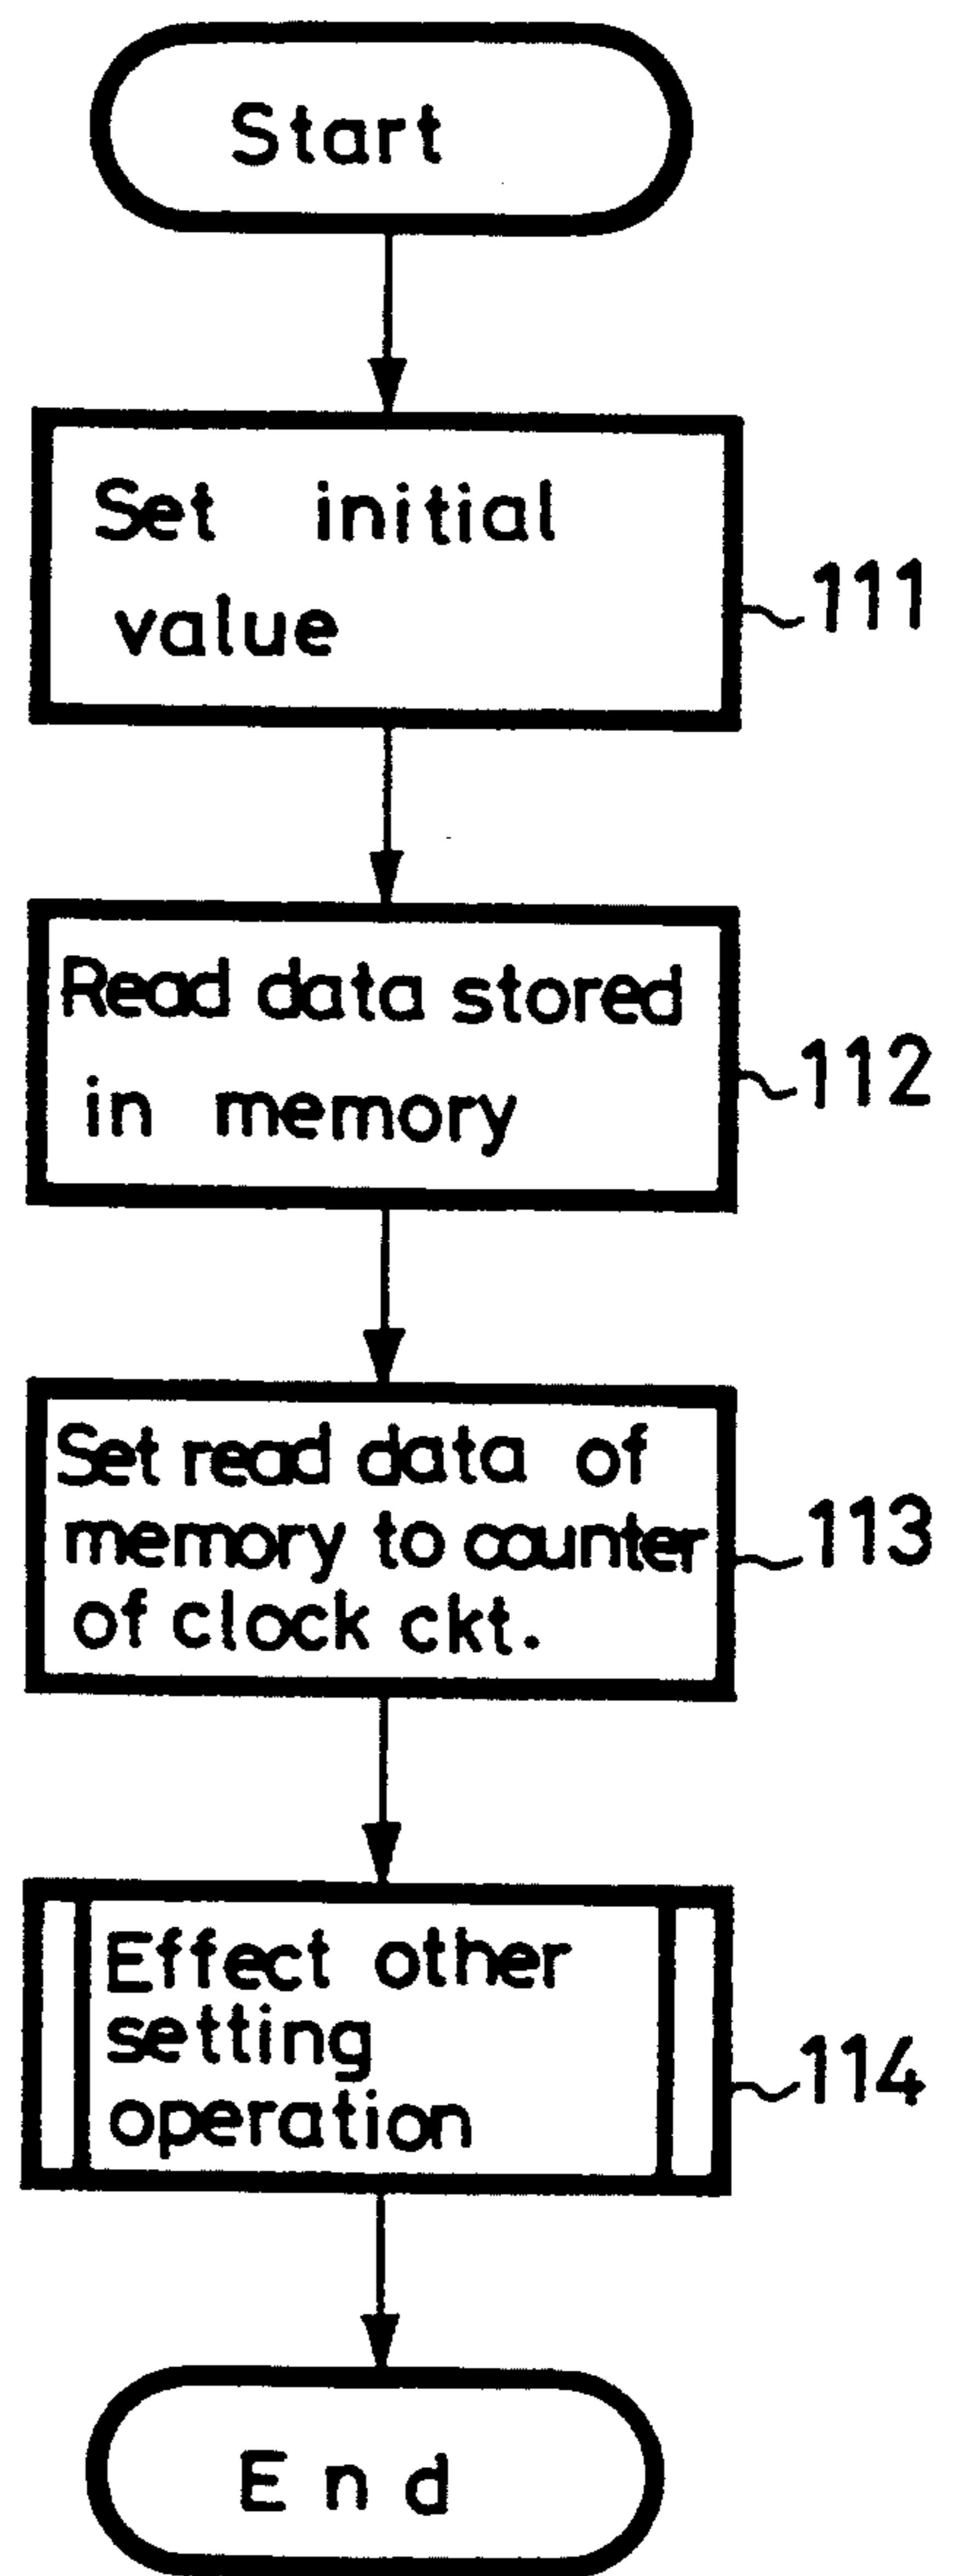 Start
Set initial
value
111
Read data stored
in memory
112
Set read data of
memory to counter
of clock ckt.
113
Effect other
setting
operation
114
End